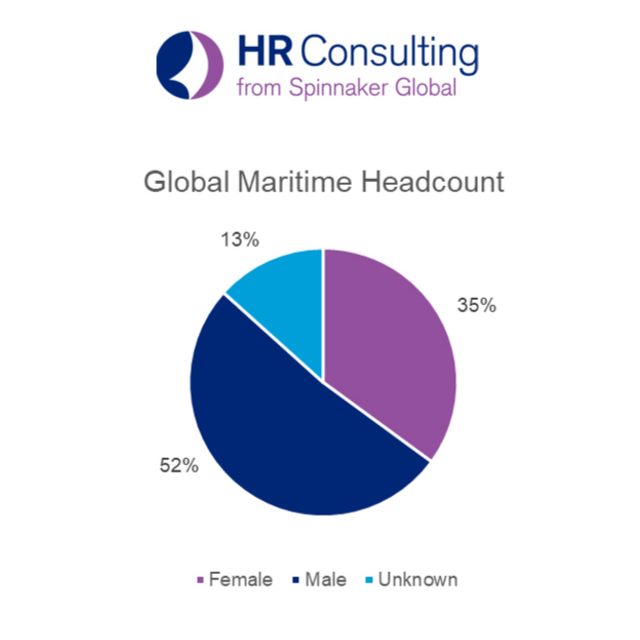 HR Consulting
from Spinnaker Global
Global Maritime Headcount
13%
35%
52%
Female Male Unknown